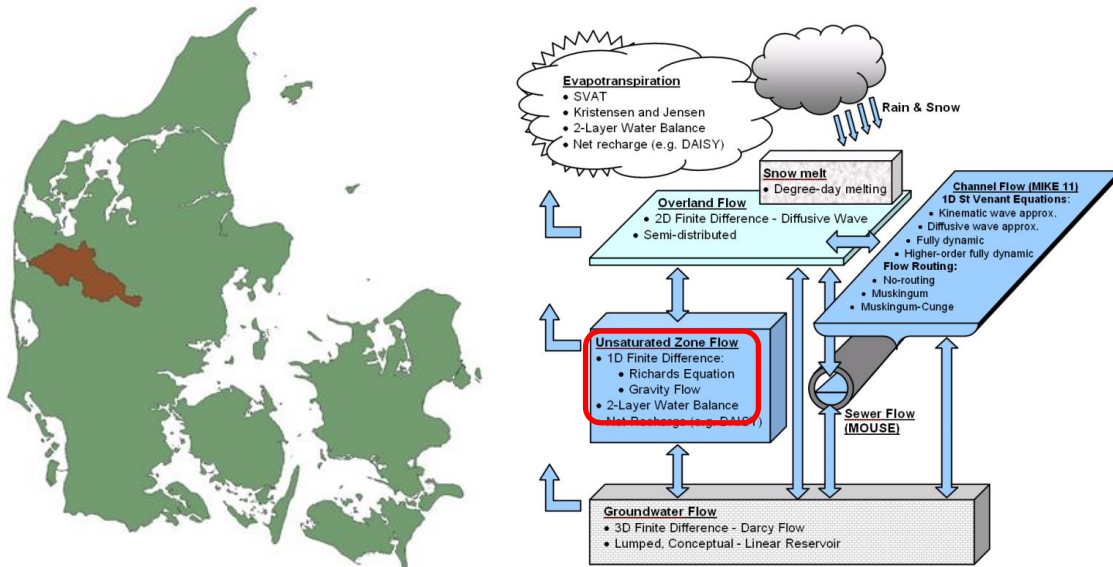 Evapotranspiration
• SVAT
• Kristensen and Jensen
• 2-Layer Water Balance
• Net recharge (e.g. DAISY)
Rain & Snow
Snow melt
• Degree-day melting
Overland Flow
• 2D Finite Difference - Diffusive Wave
• Semi-distributed
Channel Flow (MIKE 11)
1D St Venant Equations:
• Kinematic wave approx.
• Diffusive wave approx.
• Fully dynamic
• Higher-order fully dynamic
Flow Routing:
• No-routing
• Muskingum
• Muskingum-Cunge
Unsaturated Zone Flow
• 1D Finite Difference:
• Richards Equation
• Gravity Flow
• 2-Layer Water Balance
• Net Recharge (e.g. DAISY)
Sewer Flow
(MOUSE)
Groundwater Flow
• 3D Finite Difference - Darcy Flow
• Lumped, Conceptual - Linear Reservoir